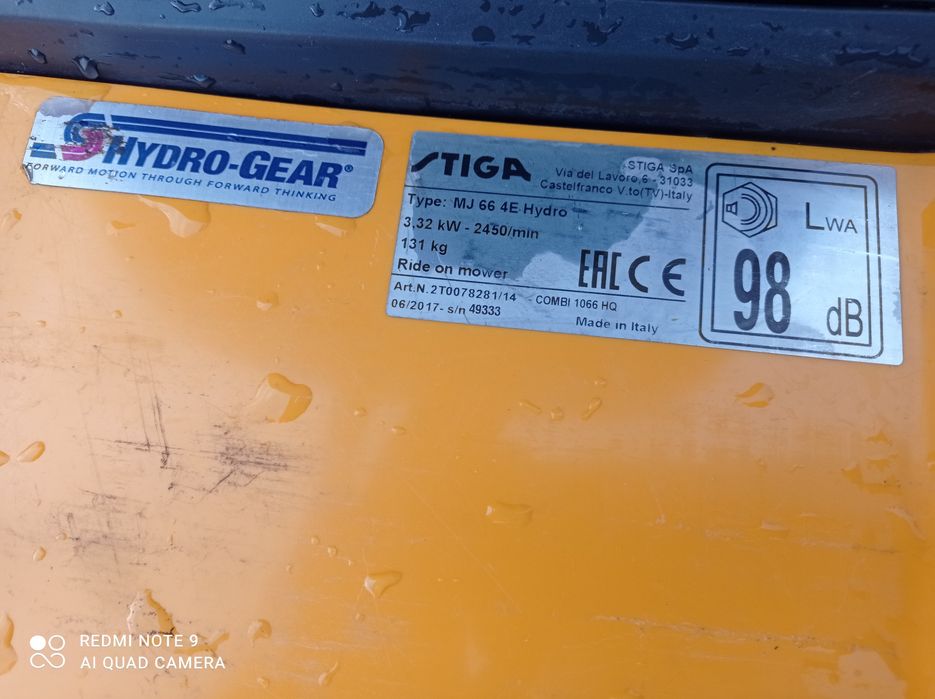 HYDRO-GEAR®
FORWARD MOTION THROUGH FORWARD THINKING
STIGA
STIGA SpA
Via del Lavoro,6 - 31033
Castelfranco V.to(TV)-Italy
Type: MJ 66 4E Hydro
3,32 kW - 2450/min
131 kg
Ride on mower
EAC CE
Art.N. 2T0078281/14
COMBI 1066 HQ
06/2017- s/n 49333
Made in Italy
LWA
98 dB
REDMI NOTE 9
AI QUAD CAMERA